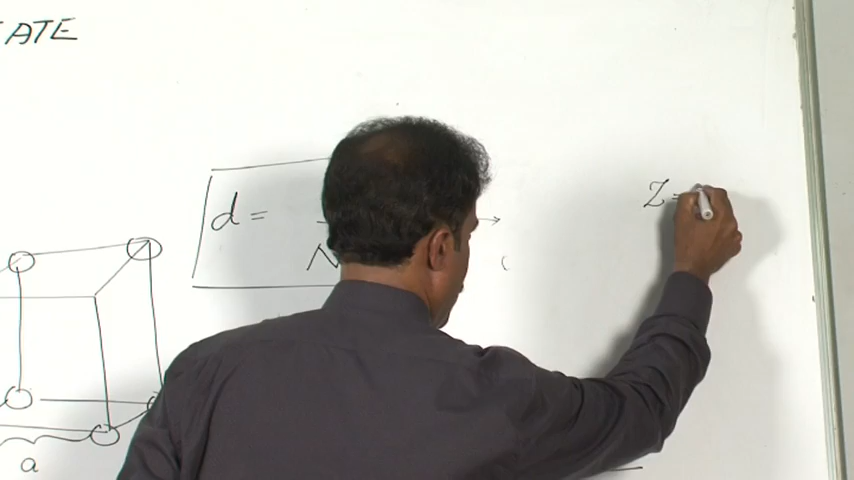 ATE
d =
N
Z =
a